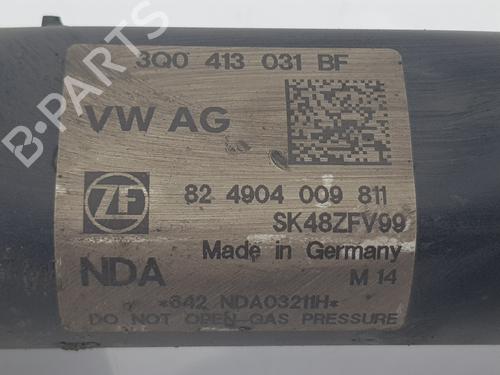 3Q0 413 031 BF
VW AG
ZF
82 4904 009 811
SK48ZFV99
Made in Germany
NDA
M 14
*642 NDA03211H*
DO NOT OPEN-GAS PRESSURE
B-PARTS